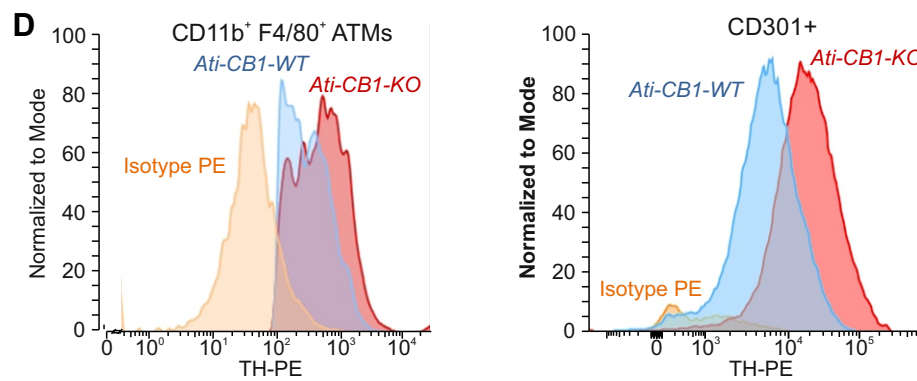 D
CD11b⁺ F4/80⁺ ATMs
Ati-CB1-WT
Ati-CB1-KO
Isotype PE
Normalized to Mode
100
80
60
40
20
0
0 10⁰ 10¹ 10² 10³ 10⁴
TH-PE
CD301+
Ati-CB1-KO
Ati-CB1-WT
Isotype PE
Normalized to Mode
100
80
60
40
20
0
0 10³ 10⁴ 10⁵
TH-PE